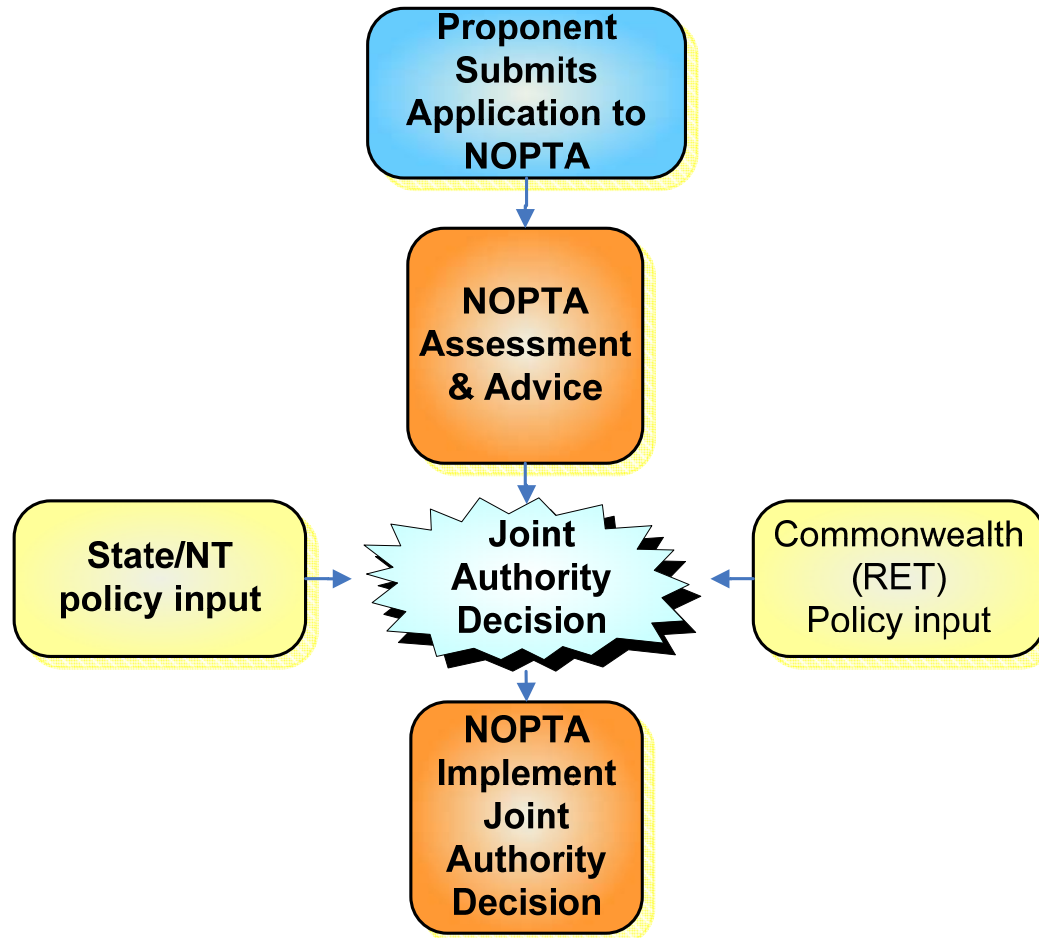 Proponent
Submits
Application to
NOPTA
NOPTA
Assessment
& Advice
State/NT
policy input
Joint
Authority
Decision
Commonwealth
(RET)
Policy input
NOPTA
Implement
Joint
Authority
Decision